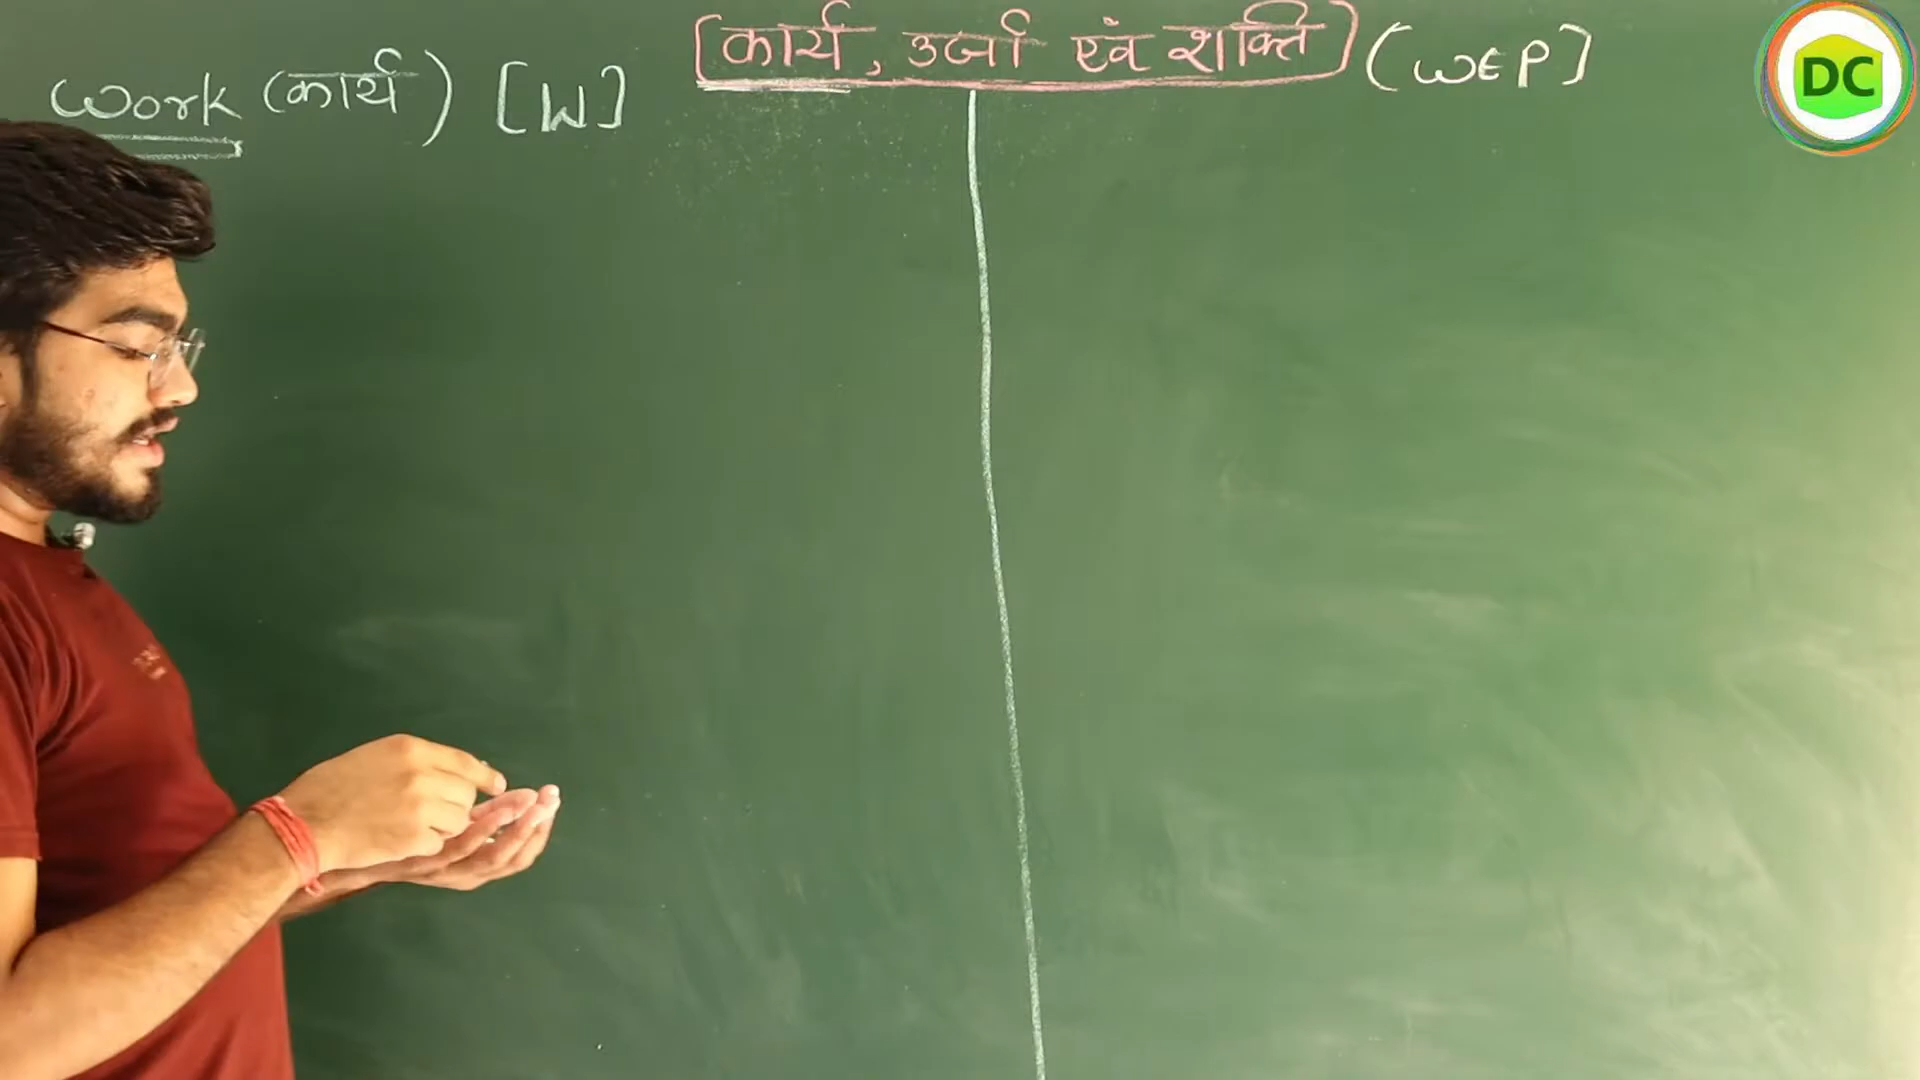 [कार्य, उर्जा एवं शक्ति] (WEP]
Work (कार्य) [W]
DC